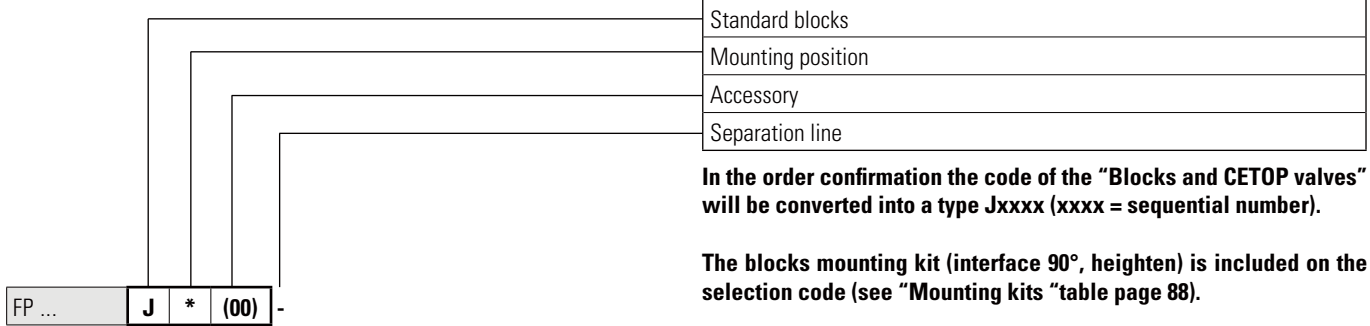 Standard blocks
Mounting position
Accessory
Separation line
In the order confirmation the code of the “Blocks and CETOP valves”
will be converted into a type Jxxxx (xxxx = sequential number).
The blocks mounting kit (interface 90°, heighten) is included on the
selection code (see “Mounting kits “table page 88).
FP ... J * (00) -